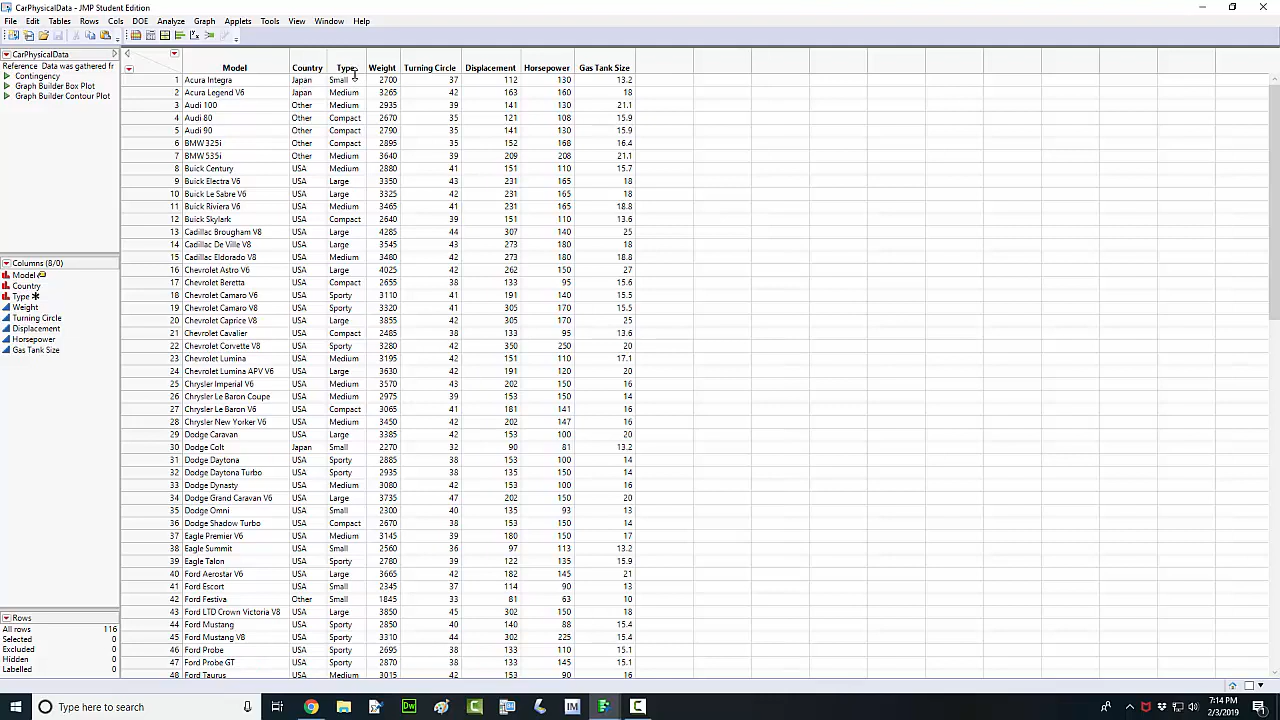 CarPhysicalData - JMP Student Edition
File Edit Tables Rows Cols DOE Analyze Graph Applets Tools View Window Help
CarPhysicalData
Reference Data was gathered fr
Contingency
Graph Builder Box Plot
Graph Builder Contour Plot
Columns (8/0)
Model
Country
Type
Weight
Turning Circle
Displacement
Horsepower
Gas Tank Size
Rows
All rows 116
Selected 0
Excluded 0
Hidden 0
Labelled 0
Model Country Type Weight Turning Circle Displacement Horsepower Gas Tank Size
1 Acura Integra Japan Small 2700 37 112 130 13.2
2 Acura Legend V6 Japan Medium 3265 42 163 160 18
3 Audi 100 Other Medium 2935 39 141 130 21.1
4 Audi 80 Other Compact 2670 35 121 108 15.9
5 Audi 90 Other Compact 2790 35 141 130 15.9
6 BMW 325i Other Compact 2895 35 152 168 16.4
7 BMW 535i Other Medium 3640 39 209 208 21.1
8 Buick Century USA Medium 2880 41 151 110 15.7
9 Buick Electra V6 USA Large 3350 43 231 165 18
10 Buick Le Sabre V6 USA Large 3325 42 231 165 18
11 Buick Riviera V6 USA Medium 3465 41 231 165 18.8
12 Buick Skylark USA Compact 2640 39 151 110 13.6
13 Cadillac Brougham V8 USA Large 4285 44 307 140 25
14 Cadillac De Ville V8 USA Large 3545 43 273 180 18
15 Cadillac Eldorado V8 USA Medium 3480 42 273 180 18.8
16 Chevrolet Astro V6 USA Large 4025 42 262 150 27
17 Chevrolet Beretta USA Compact 2655 38 133 95 15.6
18 Chevrolet Camaro V6 USA Sporty 3110 41 191 140 15.5
19 Chevrolet Camaro V8 USA Sporty 3320 41 305 170 15.5
20 Chevrolet Caprice V8 USA Large 3855 42 305 170 25
21 Chevrolet Cavalier USA Compact 2485 38 133 95 13.6
22 Chevrolet Corvette V8 USA Sporty 3280 42 350 250 20
23 Chevrolet Lumina USA Medium 3195 42 151 110 17.1
24 Chevrolet Lumina APV V6 USA Large 3630 42 191 120 20
25 Chrysler Imperial V6 USA Medium 3570 43 202 150 16
26 Chrysler Le Baron Coupe USA Medium 2975 39 153 100 14
27 Chrysler Le Baron V6 USA Compact 3065 41 181 141 16
28 Chrysler New Yorker V6 USA Medium 3450 42 202 147 16
29 Dodge Caravan USA Large 3385 42 153 100 20
30 Dodge Colt Japan Small 2270 32 90 81 13.2
31 Dodge Daytona USA Sporty 2885 38 153 100 14
32 Dodge Daytona Turbo USA Sporty 2935 38 135 150 14
33 Dodge Dynasty USA Medium 3080 42 153 100 16
34 Dodge Grand Caravan V6 USA Large 3735 47 202 150 20
35 Dodge Omni USA Small 2300 40 135 93 13
36 Dodge Shadow Turbo USA Compact 2670 38 153 150 14
37 Eagle Premier V6 USA Medium 3145 39 180 150 17
38 Eagle Summit USA Small 2560 36 97 113 13.2
39 Eagle Talon USA Sporty 2780 39 122 135 15.9
40 Ford Aerostar V6 USA Large 3665 42 182 145 21
41 Ford Escort USA Small 2345 37 114 90 13
42 Ford Festiva Other Small 1845 33 81 63 10
43 Ford LTD Crown Victoria V8 USA Large 3850 45 302 150 18
44 Ford Mustang USA Sporty 2850 40 140 88 15.4
45 Ford Mustang V8 USA Sporty 3310 44 302 225 15.4
46 Ford Probe USA Sporty 2695 38 133 110 15.1
47 Ford Probe GT USA Sporty 2870 38 133 145 15.1
48 Ford Taurus USA Medium 3015 42 153 90 16
Type here to search
Dw
IM
7:14 PM
2/3/2019